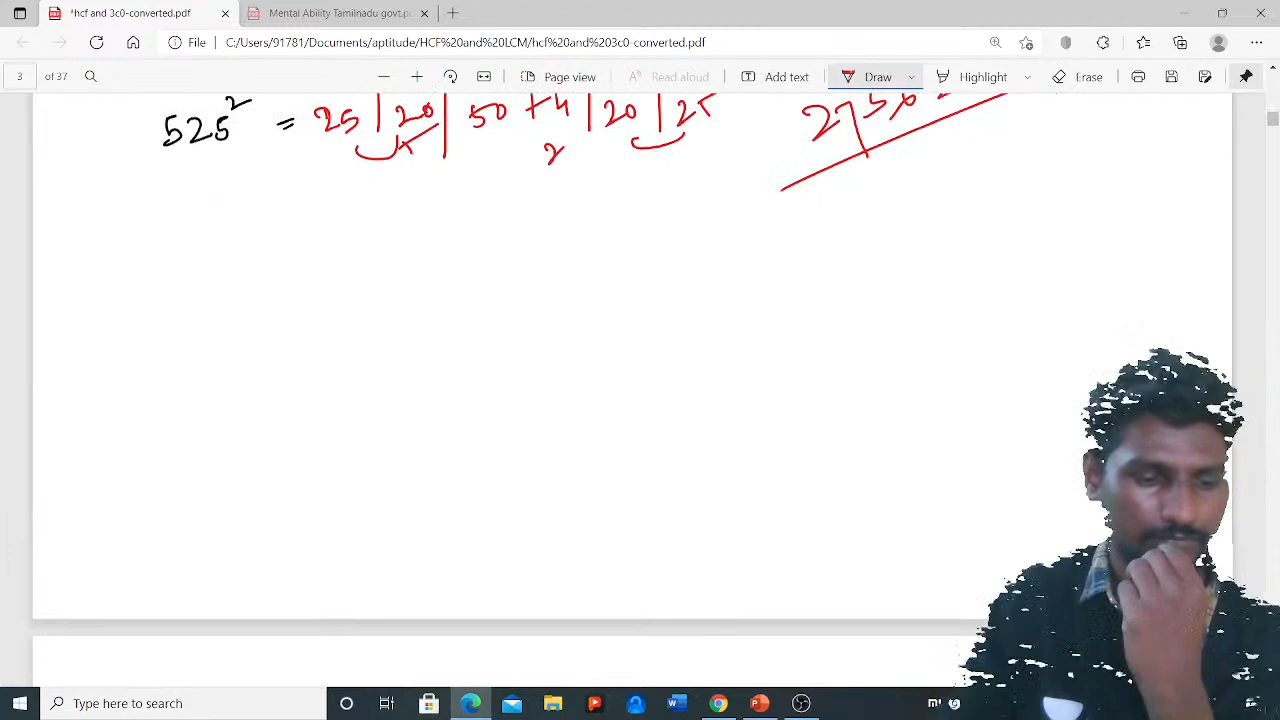 *hcf and 3c0-converted.pdf
Mental Ability Tamilnadu govt.p
File C:/Users/91781/Documents/aptitude/HCF%20and%20LCM/hcf%20and%203c0-converted.pdf
3 of 37 Page view Read aloud Add text Draw Highlight Erase
525² = 25 | 20 | 50 + 4 | 20 | 25
2
Type here to search